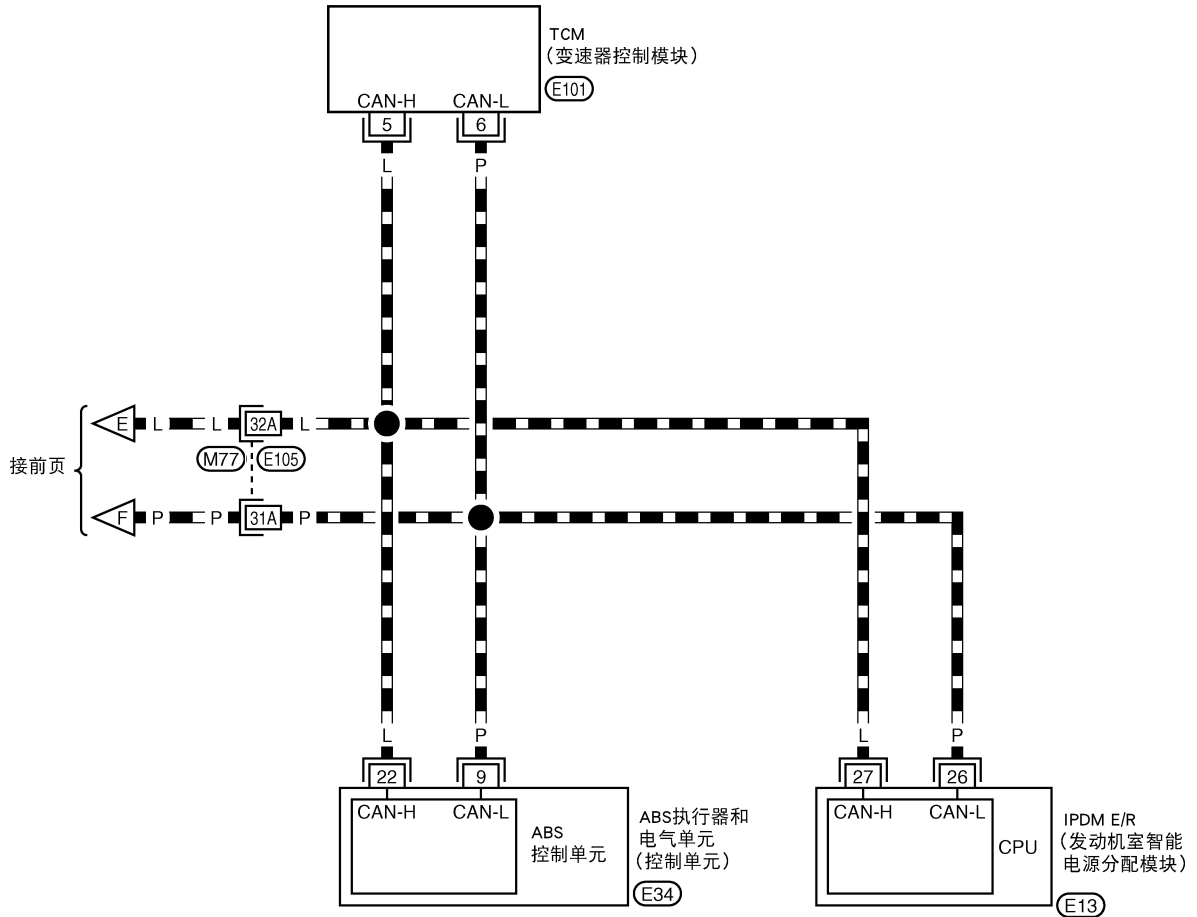 TCM
（变速器控制模块）
E101
CAN-H CAN-L
5 6
L P
E L L 32A L
M77 E105
接前页
F P P 31A P
L P L P
22 9 27 26
CAN-H CAN-L CAN-H CAN-L
ABS
控制单元
ABS执行器和
电气单元
（控制单元）
E34
CPU
IPDM E/R
（发动机室智能
电源分配模块）
E13